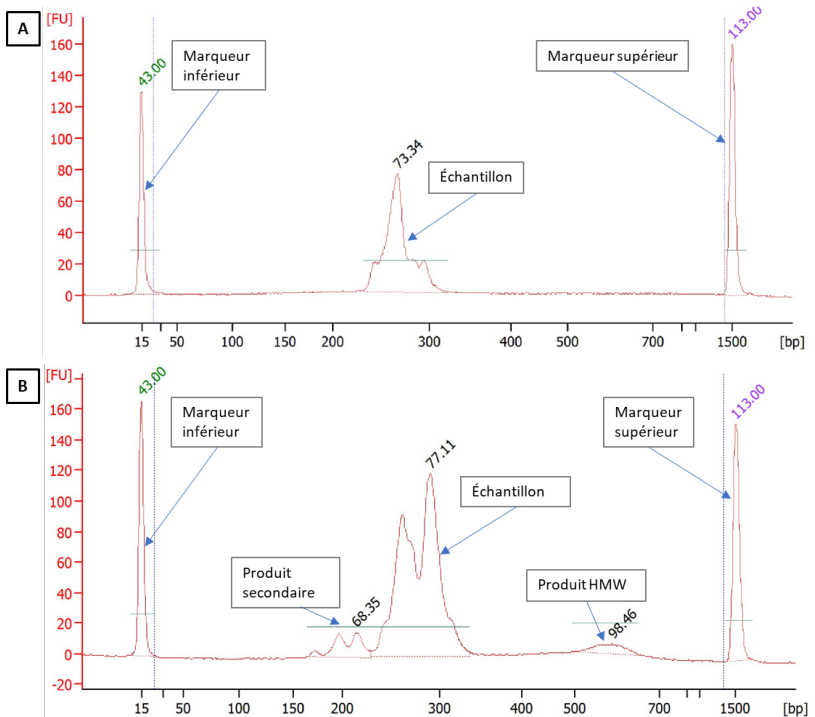 A
[FU]
113.00
43.00
Marqueur
inférieur
Marqueur supérieur
160
140
120
100
80
60
40
20
0
73.34
Échantillon
15 50 100 150 200 300 400 500 700 1500 [bp]
B
[FU]
43.00
113.00
Marqueur
inférieur
Marqueur
supérieur
160
140
120
100
80
60
40
20
0
-20
77.11
Échantillon
Produit
secondaire
68.35
Produit HMW
98.46
15 50 100 150 200 300 400 500 700 1500 [bp]